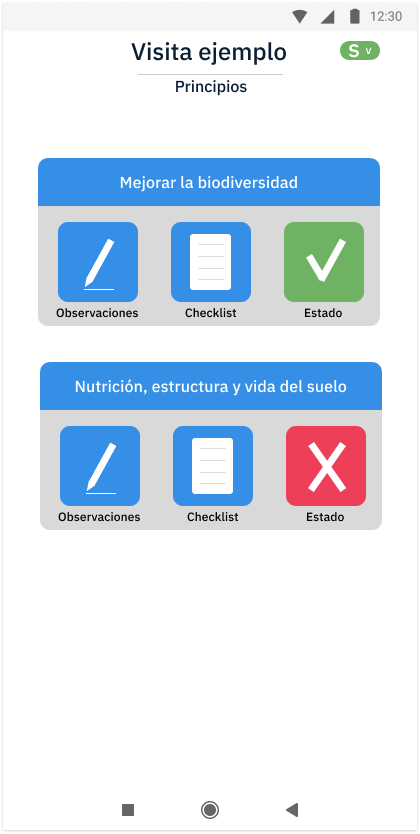 12:30
Visita ejemplo
S v
Principios
Mejorar la biodiversidad
Observaciones Checklist Estado
Nutrición, estructura y vida del suelo
Observaciones Checklist Estado